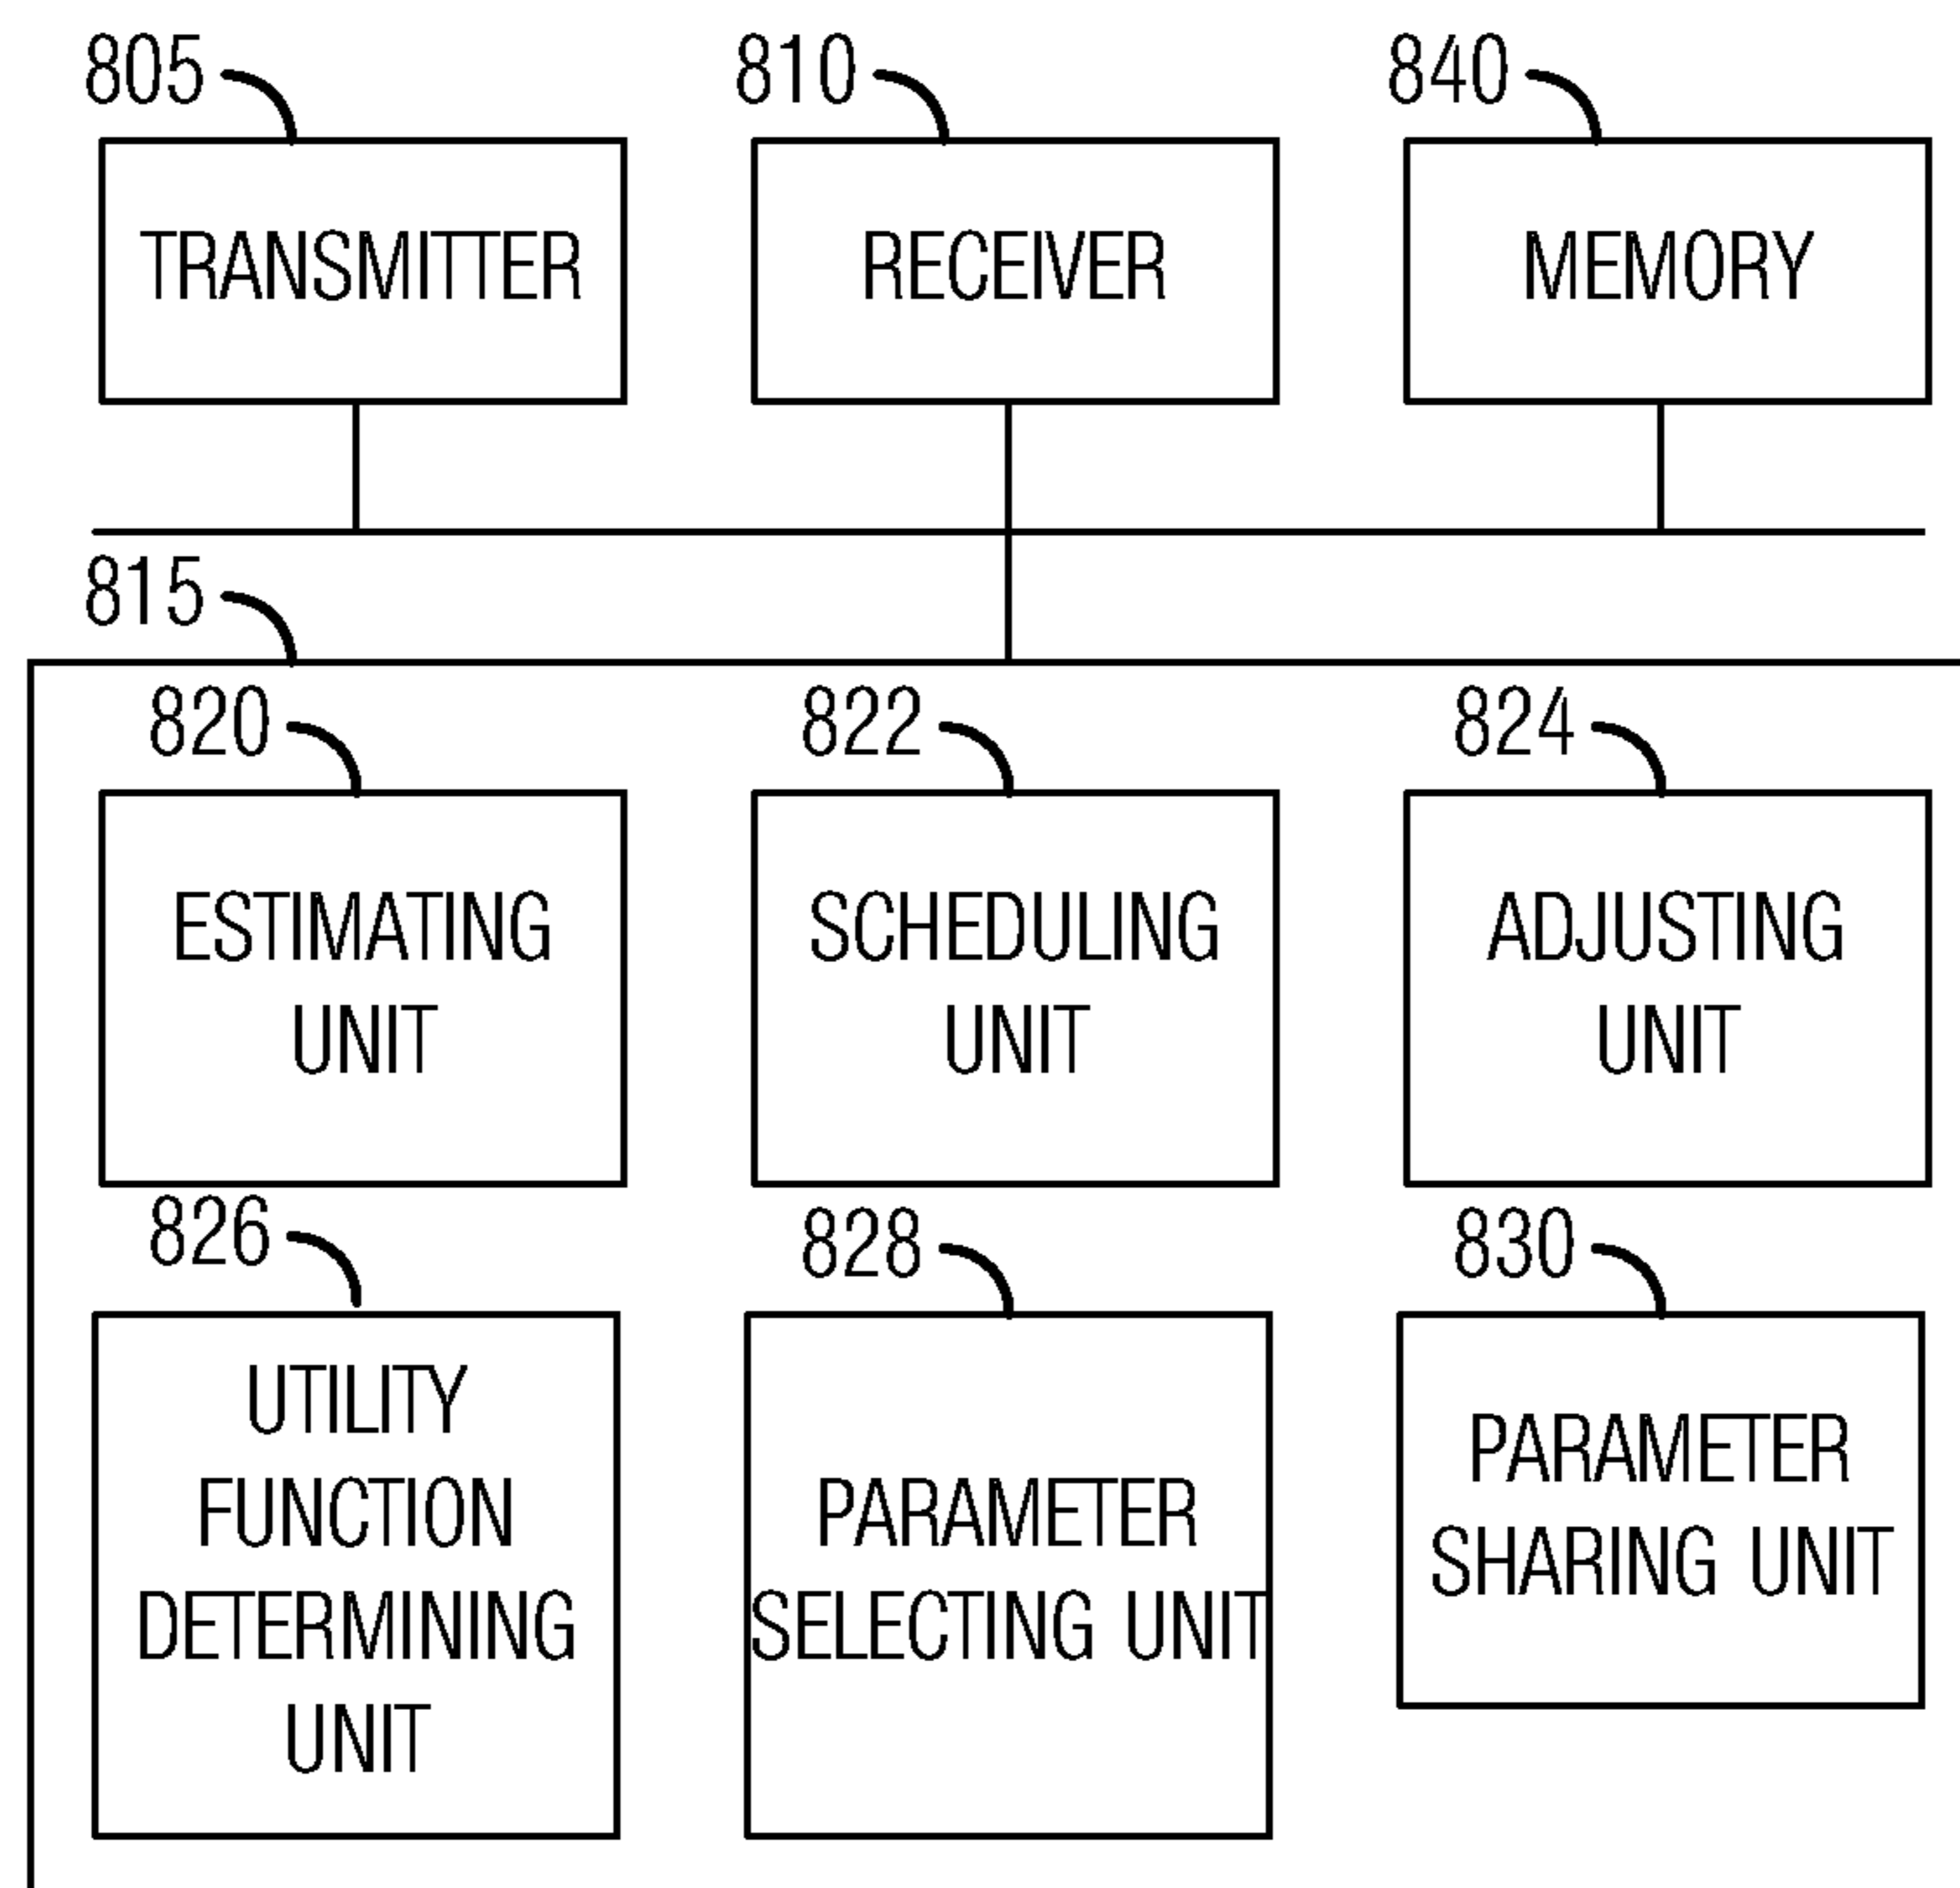 805
810
840
TRANSMITTER
RECEIVER
MEMORY
815
820
822
824
ESTIMATING
UNIT
SCHEDULING
UNIT
ADJUSTING
UNIT
826
828
830
UTILITY
FUNCTION
DETERMINING
UNIT
PARAMETER
SELECTING UNIT
PARAMETER
SHARING UNIT